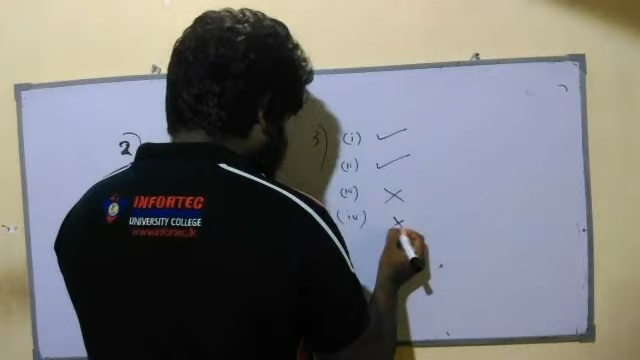 2)
3) (i) ✓
(ii) ✓
(iii) ×
(iv) ×
INFORTEC
UNIVERSITY COLLEGE
www.infortec.lk